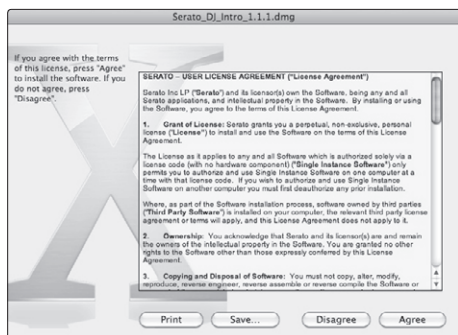 Serato_DJ_Intro_1.1.1.dmg
If you agree with the terms
of this license, press "Agree"
to install the software. If you
do not agree, press
"Disagree".
SERATO – USER LICENSE AGREEMENT ("License Agreement")
Serato Inc LP ("Serato") and its licensor(s) own the Software, being any and all
Serato applications, and intellectual property in the Software. By installing or using
the Software, you agree to the terms of this License Agreement.
1. Grant of License: Serato grants you a perpetual, non-exclusive, personal
license ("License") to install and use the Software on the terms of this License
Agreement.
The License as it applies to any and all Software which is authorized solely via a
license code (with no hardware component) ("Single Instance Software") only
permits you to authorize and use Single Instance Software on one computer at a
time with that license code. If you wish to authorize and use Single Instance
Software on another computer you must first deauthorize any prior installation.
Where, as part of the Software installation process, software owned by third parties
("Third Party Software") is installed on your computer, the relevant third party license
agreement or terms will apply, and this License Agreement does not apply to it.
2. Ownership: You acknowledge that Serato and its licensor(s) are and remain
the owners of the intellectual property in the Software. You are granted no other
rights to the Software other than those expressly conferred by this License
Agreement.
3. Copying and Disposal of Software: You must not copy, alter, modify,
reproduce, reverse engineer, reverse assemble or reverse compile the Software or
Print Save... Disagree Agree